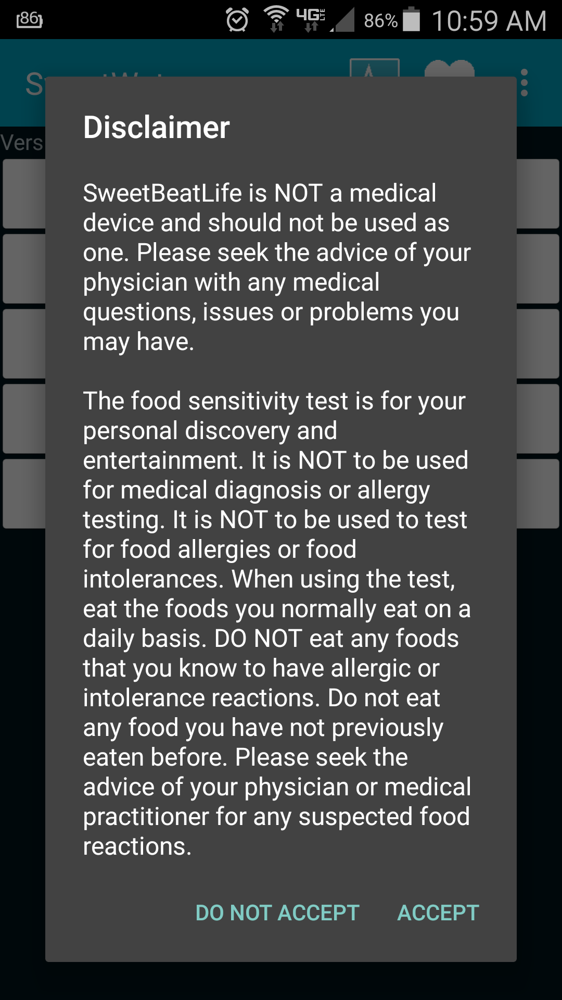 86
4G LTE
86%
10:59 AM
Disclaimer
SweetBeatLife is NOT a medical
device and should not be used as
one. Please seek the advice of your
physician with any medical
questions, issues or problems you
may have.
The food sensitivity test is for your
personal discovery and
entertainment. It is NOT to be used
for medical diagnosis or allergy
testing. It is NOT to be used to test
for food allergies or food
intolerances. When using the test,
eat the foods you normally eat on a
daily basis. DO NOT eat any foods
that you know to have allergic or
intolerance reactions. Do not eat
any food you have not previously
eaten before. Please seek the
advice of your physician or medical
practitioner for any suspected food
reactions.
DO NOT ACCEPT
ACCEPT